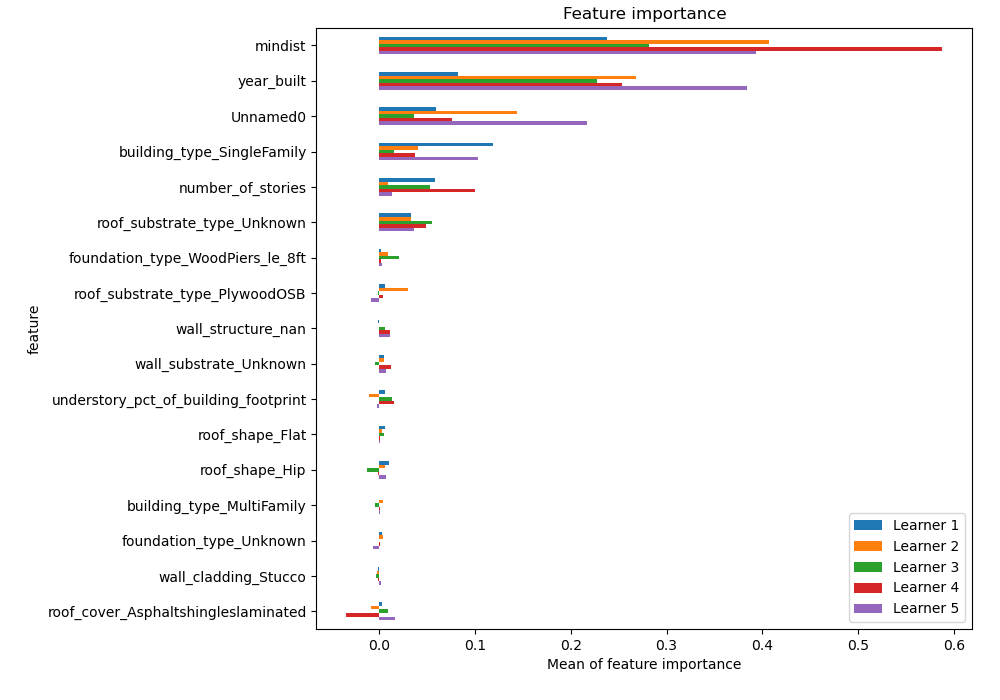 Feature importance
mindist
year_built
Unnamed0
building_type_SingleFamily
number_of_stories
roof_substrate_type_Unknown
foundation_type_WoodPiers_le_8ft
roof_substrate_type_PlywoodOSB
wall_structure_nan
wall_substrate_Unknown
understory_pct_of_building_footprint
roof_shape_Flat
roof_shape_Hip
building_type_MultiFamily
foundation_type_Unknown
wall_cladding_Stucco
roof_cover_Asphaltshingleslaminated
feature
Learner 1
Learner 2
Learner 3
Learner 4
Learner 5
0.0 0.1 0.2 0.3 0.4 0.5 0.6
Mean of feature importance